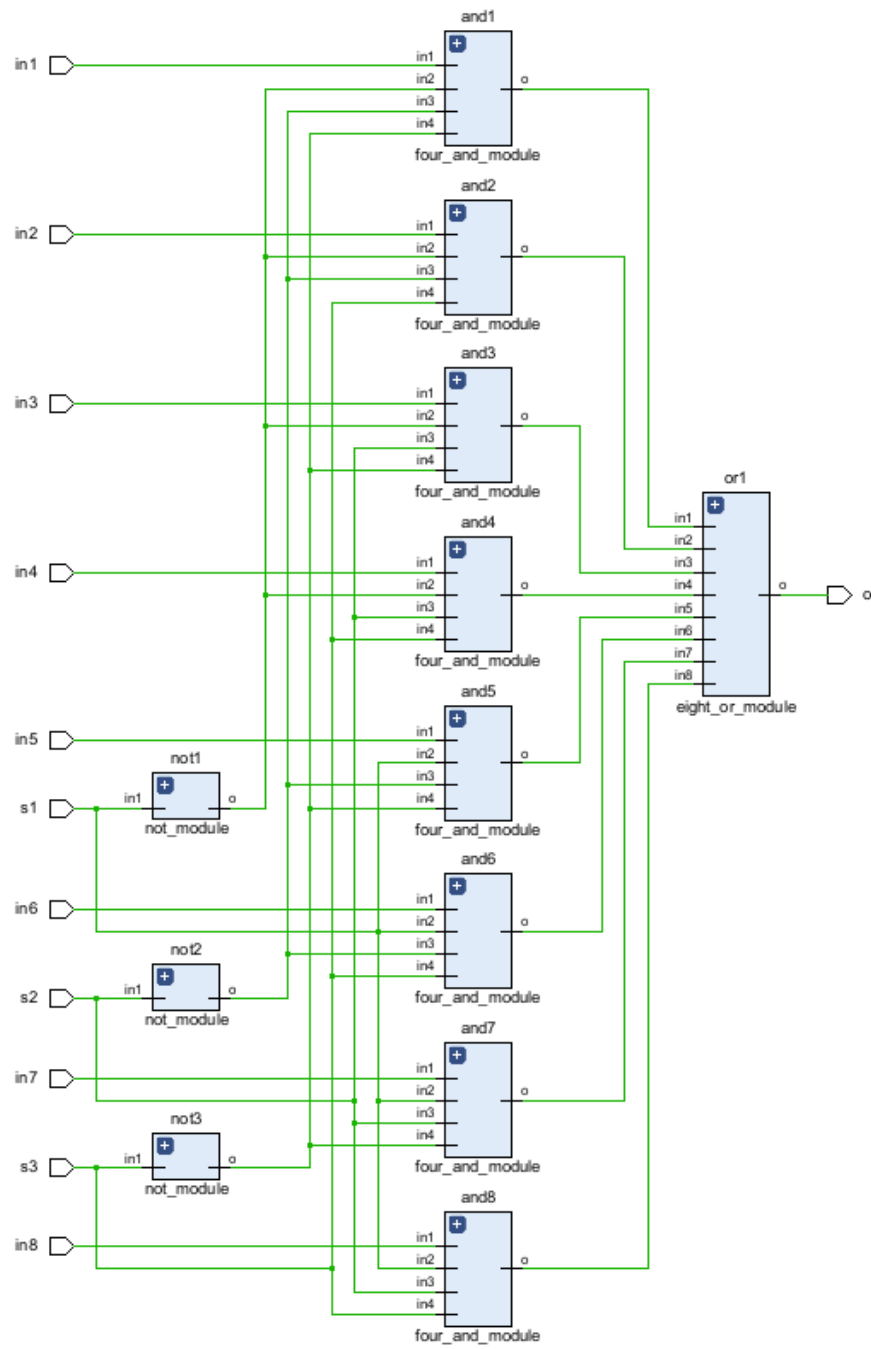 and1
in1
in1
in2
in3
in4
o
four_and_module
and2
in2
in1
in2
in3
in4
o
four_and_module
and3
in3
in1
in2
in3
in4
o
four_and_module
and4
in4
in1
in2
in3
in4
o
four_and_module
or1
in1
in2
in3
in4
in5
in6
in7
in8
o
eight_or_module
o
and5
in5
in1
in2
in3
in4
o
four_and_module
not1
s1
in1
o
not_module
and6
in6
in1
in2
in3
in4
o
four_and_module
not2
s2
in1
o
not_module
and7
in7
in1
in2
in3
in4
o
four_and_module
not3
s3
in1
o
not_module
and8
in8
in1
in2
in3
in4
o
four_and_module